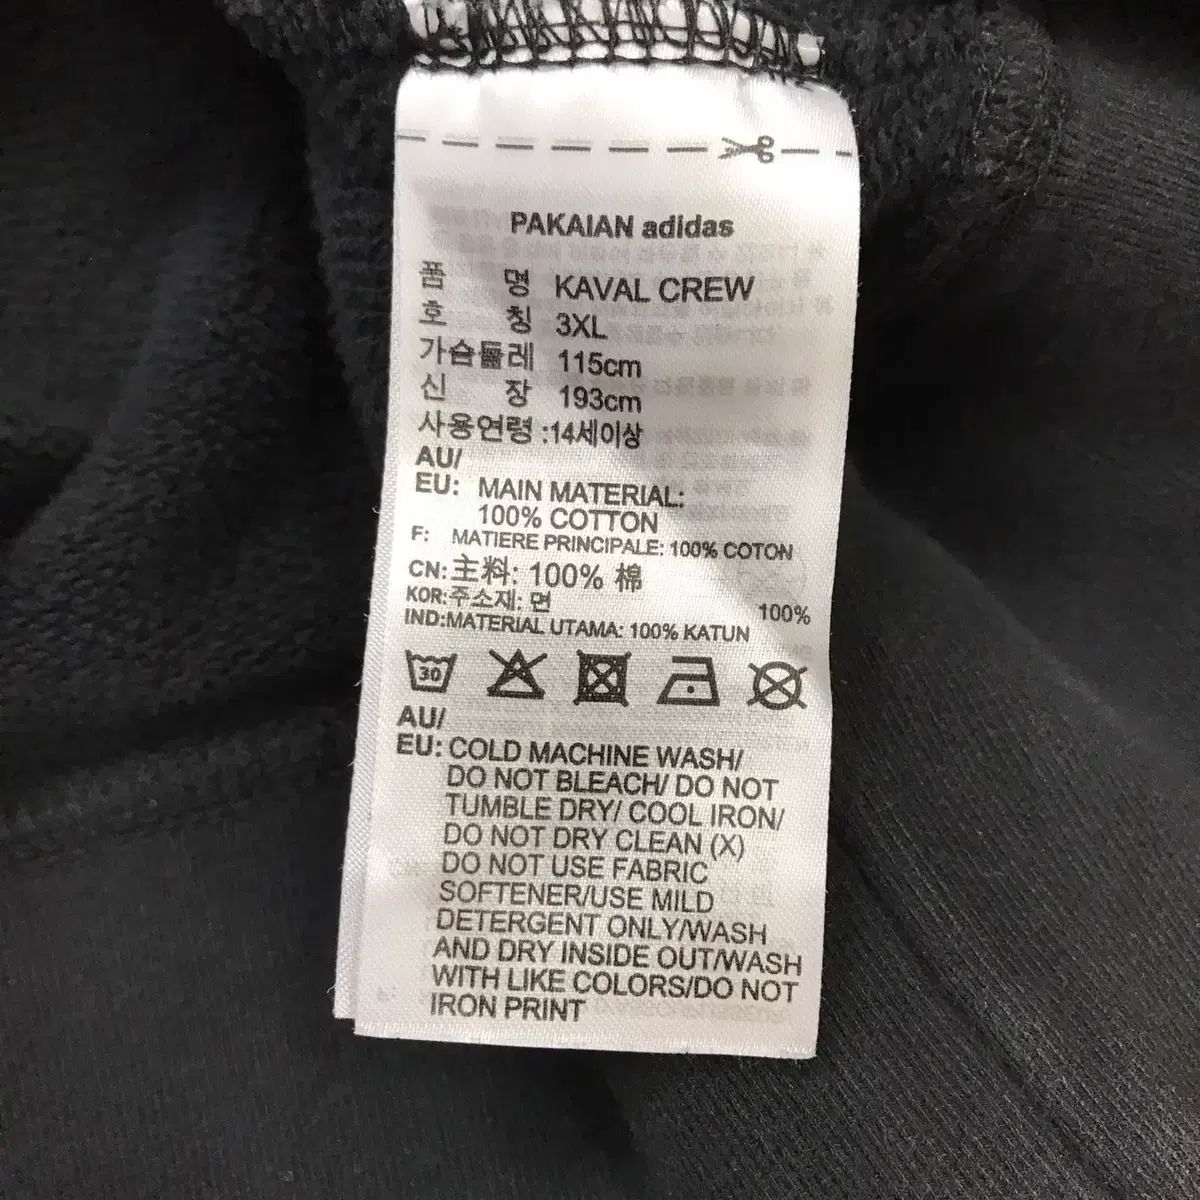 PAKAIAN adidas
품 명 KAVAL CREW
호 칭 3XL
가슴둘레 115cm
신 장 193cm
사용연령 :14세이상
AU/
EU: MAIN MATERIAL:
100% COTTON
F: MATIERE PRINCIPALE: 100% COTON
CN:主料: 100% 棉
KOR:주소재: 면 100%
IND:MATERIAL UTAMA: 100% KATUN
30
AU/
EU: COLD MACHINE WASH/
DO NOT BLEACH/ DO NOT
TUMBLE DRY/ COOL IRON/
DO NOT DRY CLEAN (X)
DO NOT USE FABRIC
SOFTENER/USE MILD
DETERGENT ONLY/WASH
AND DRY INSIDE OUT/WASH
WITH LIKE COLORS/DO NOT
IRON PRINT